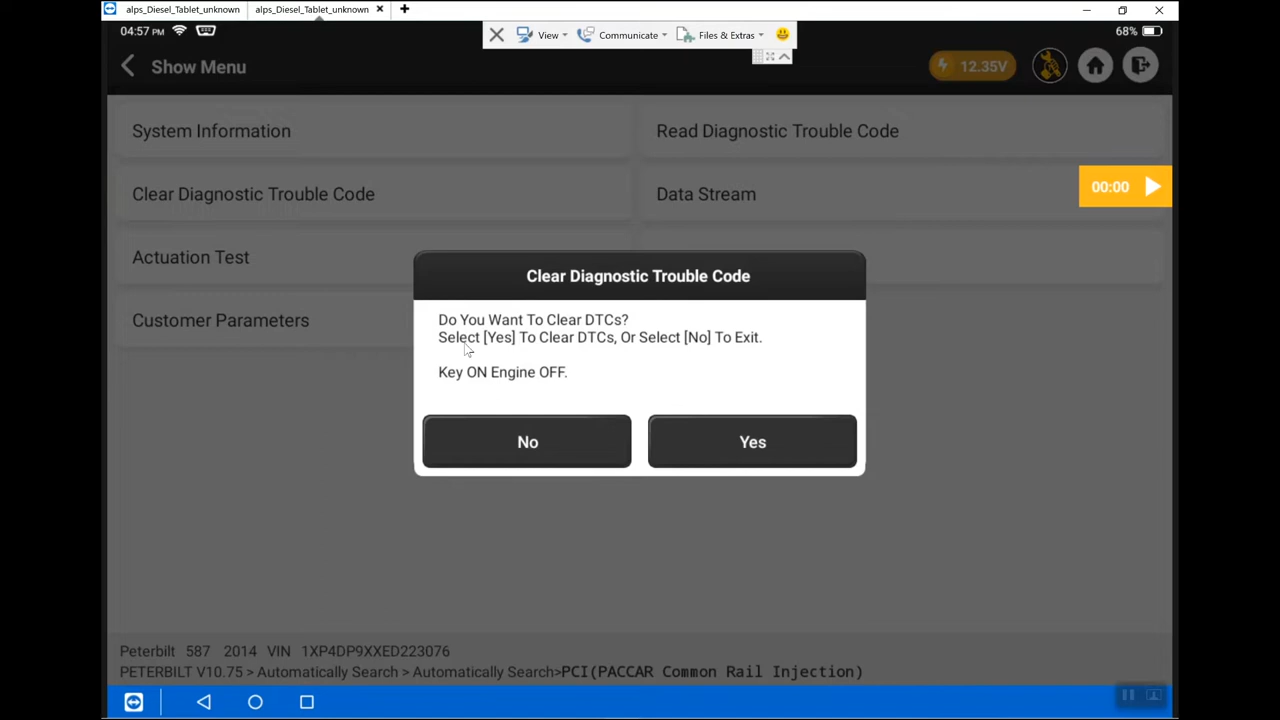 alps_Diesel_Tablet_unknown
alps_Diesel_Tablet_unknown
View
Communicate
Files & Extras
04:57 PM
68%
Show Menu
12.35V
System Information
Read Diagnostic Trouble Code
Clear Diagnostic Trouble Code
Data Stream
00:00
Actuation Test
Customer Parameters
Clear Diagnostic Trouble Code
Do You Want To Clear DTCs?
Select [Yes] To Clear DTCs, Or Select [No] To Exit.
Key ON Engine OFF.
No
Yes
Peterbilt 587 2014 VIN 1XP4DP9XXED223076
PETERBILT V10.75 > Automatically Search > Automatically Search>PCI(PACCAR Common Rail Injection)